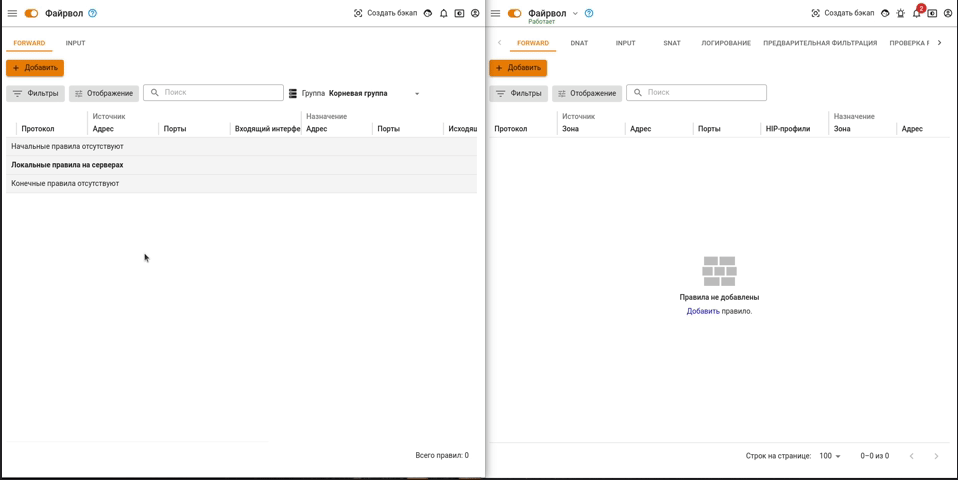 Файрвол
Создать бэкап
FORWARD
INPUT
+ Добавить
Фильтры
Отображение
Поиск
Группа Корневая группа
Источник
Назначение
Протокол
Адрес
Порты
Входящий интерфе
Адрес
Порты
Исходящ
Начальные правила отсутствуют
Локальные правила на серверах
Конечные правила отсутствуют
Всего правил: 0
Файрвол
Работает
Создать бэкап
2
FORWARD
DNAT
INPUT
SNAT
ЛОГИРОВАНИЕ
ПРЕДВАРИТЕЛЬНАЯ ФИЛЬТРАЦИЯ
ПРОВЕРКА
+ Добавить
Фильтры
Отображение
Поиск
Источник
Назначение
Протокол
Зона
Адрес
Порты
HIP-профили
Зона
Адрес
Правила не добавлены
Добавить правило.
Строк на странице: 100
0–0 из 0